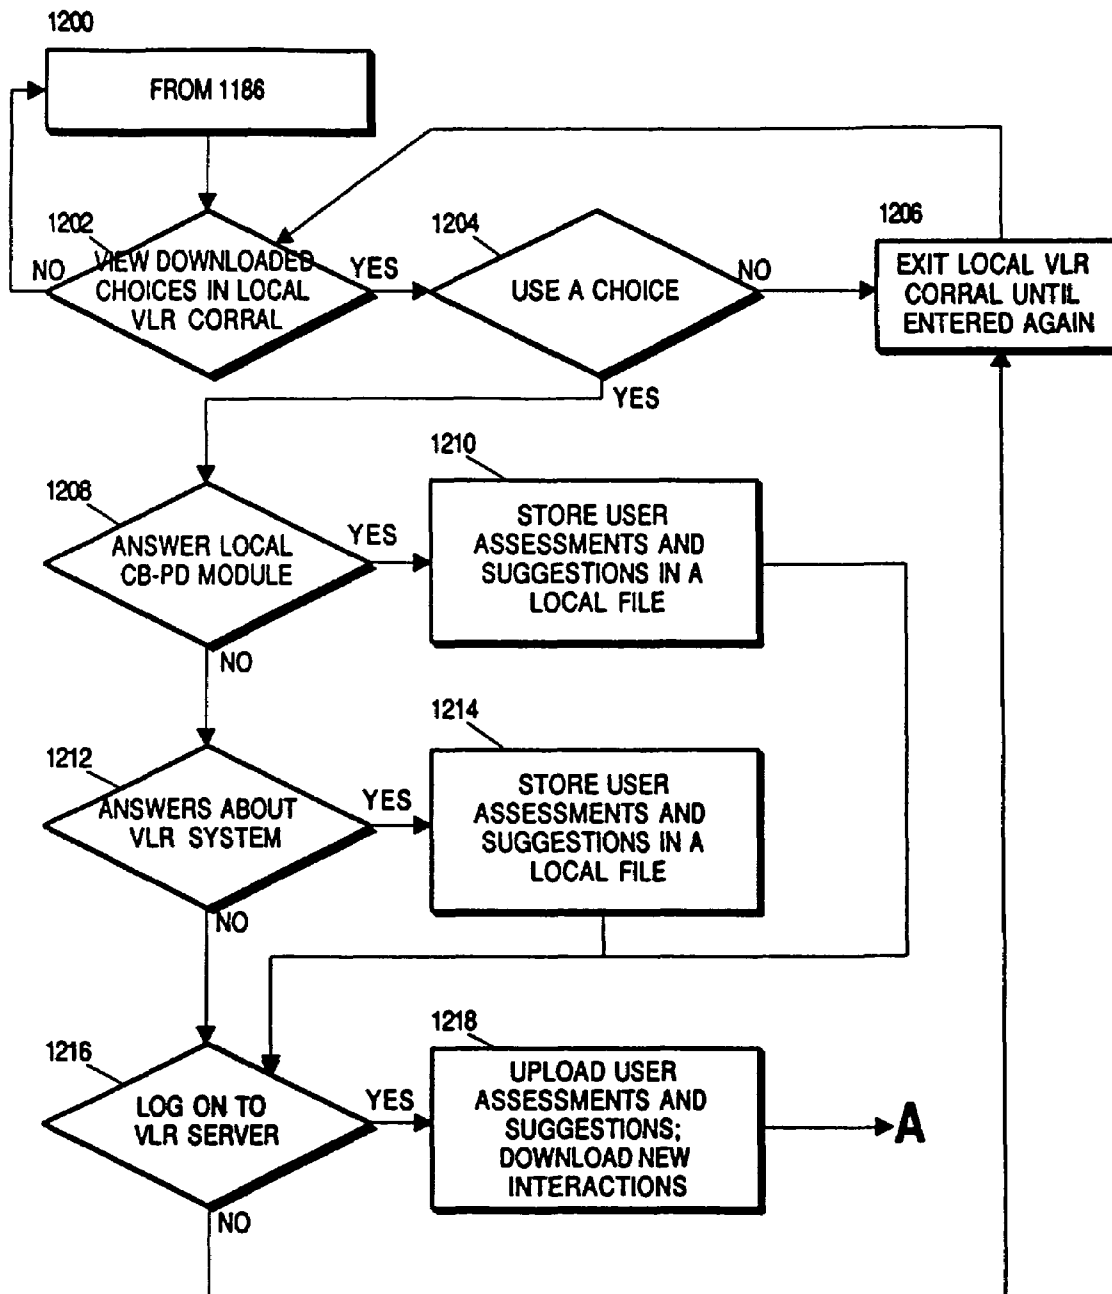 1200
FROM 1186
1202
VIEW DOWNLOADED
CHOICES IN LOCAL
VLR CORRAL
NO
YES
1204
USE A CHOICE
NO
YES
1206
EXIT LOCAL VLR
CORRAL UNTIL
ENTERED AGAIN
1208
ANSWER LOCAL
CB-PD MODULE
YES
NO
1210
STORE USER
ASSESSMENTS AND
SUGGESTIONS IN A
LOCAL FILE
1212
ANSWERS ABOUT
VLR SYSTEM
YES
NO
1214
STORE USER
ASSESSMENTS AND
SUGGESTIONS IN A
LOCAL FILE
1216
LOG ON TO
VLR SERVER
YES
NO
1218
UPLOAD USER
ASSESSMENTS AND
SUGGESTIONS;
DOWNLOAD NEW
INTERACTIONS
A